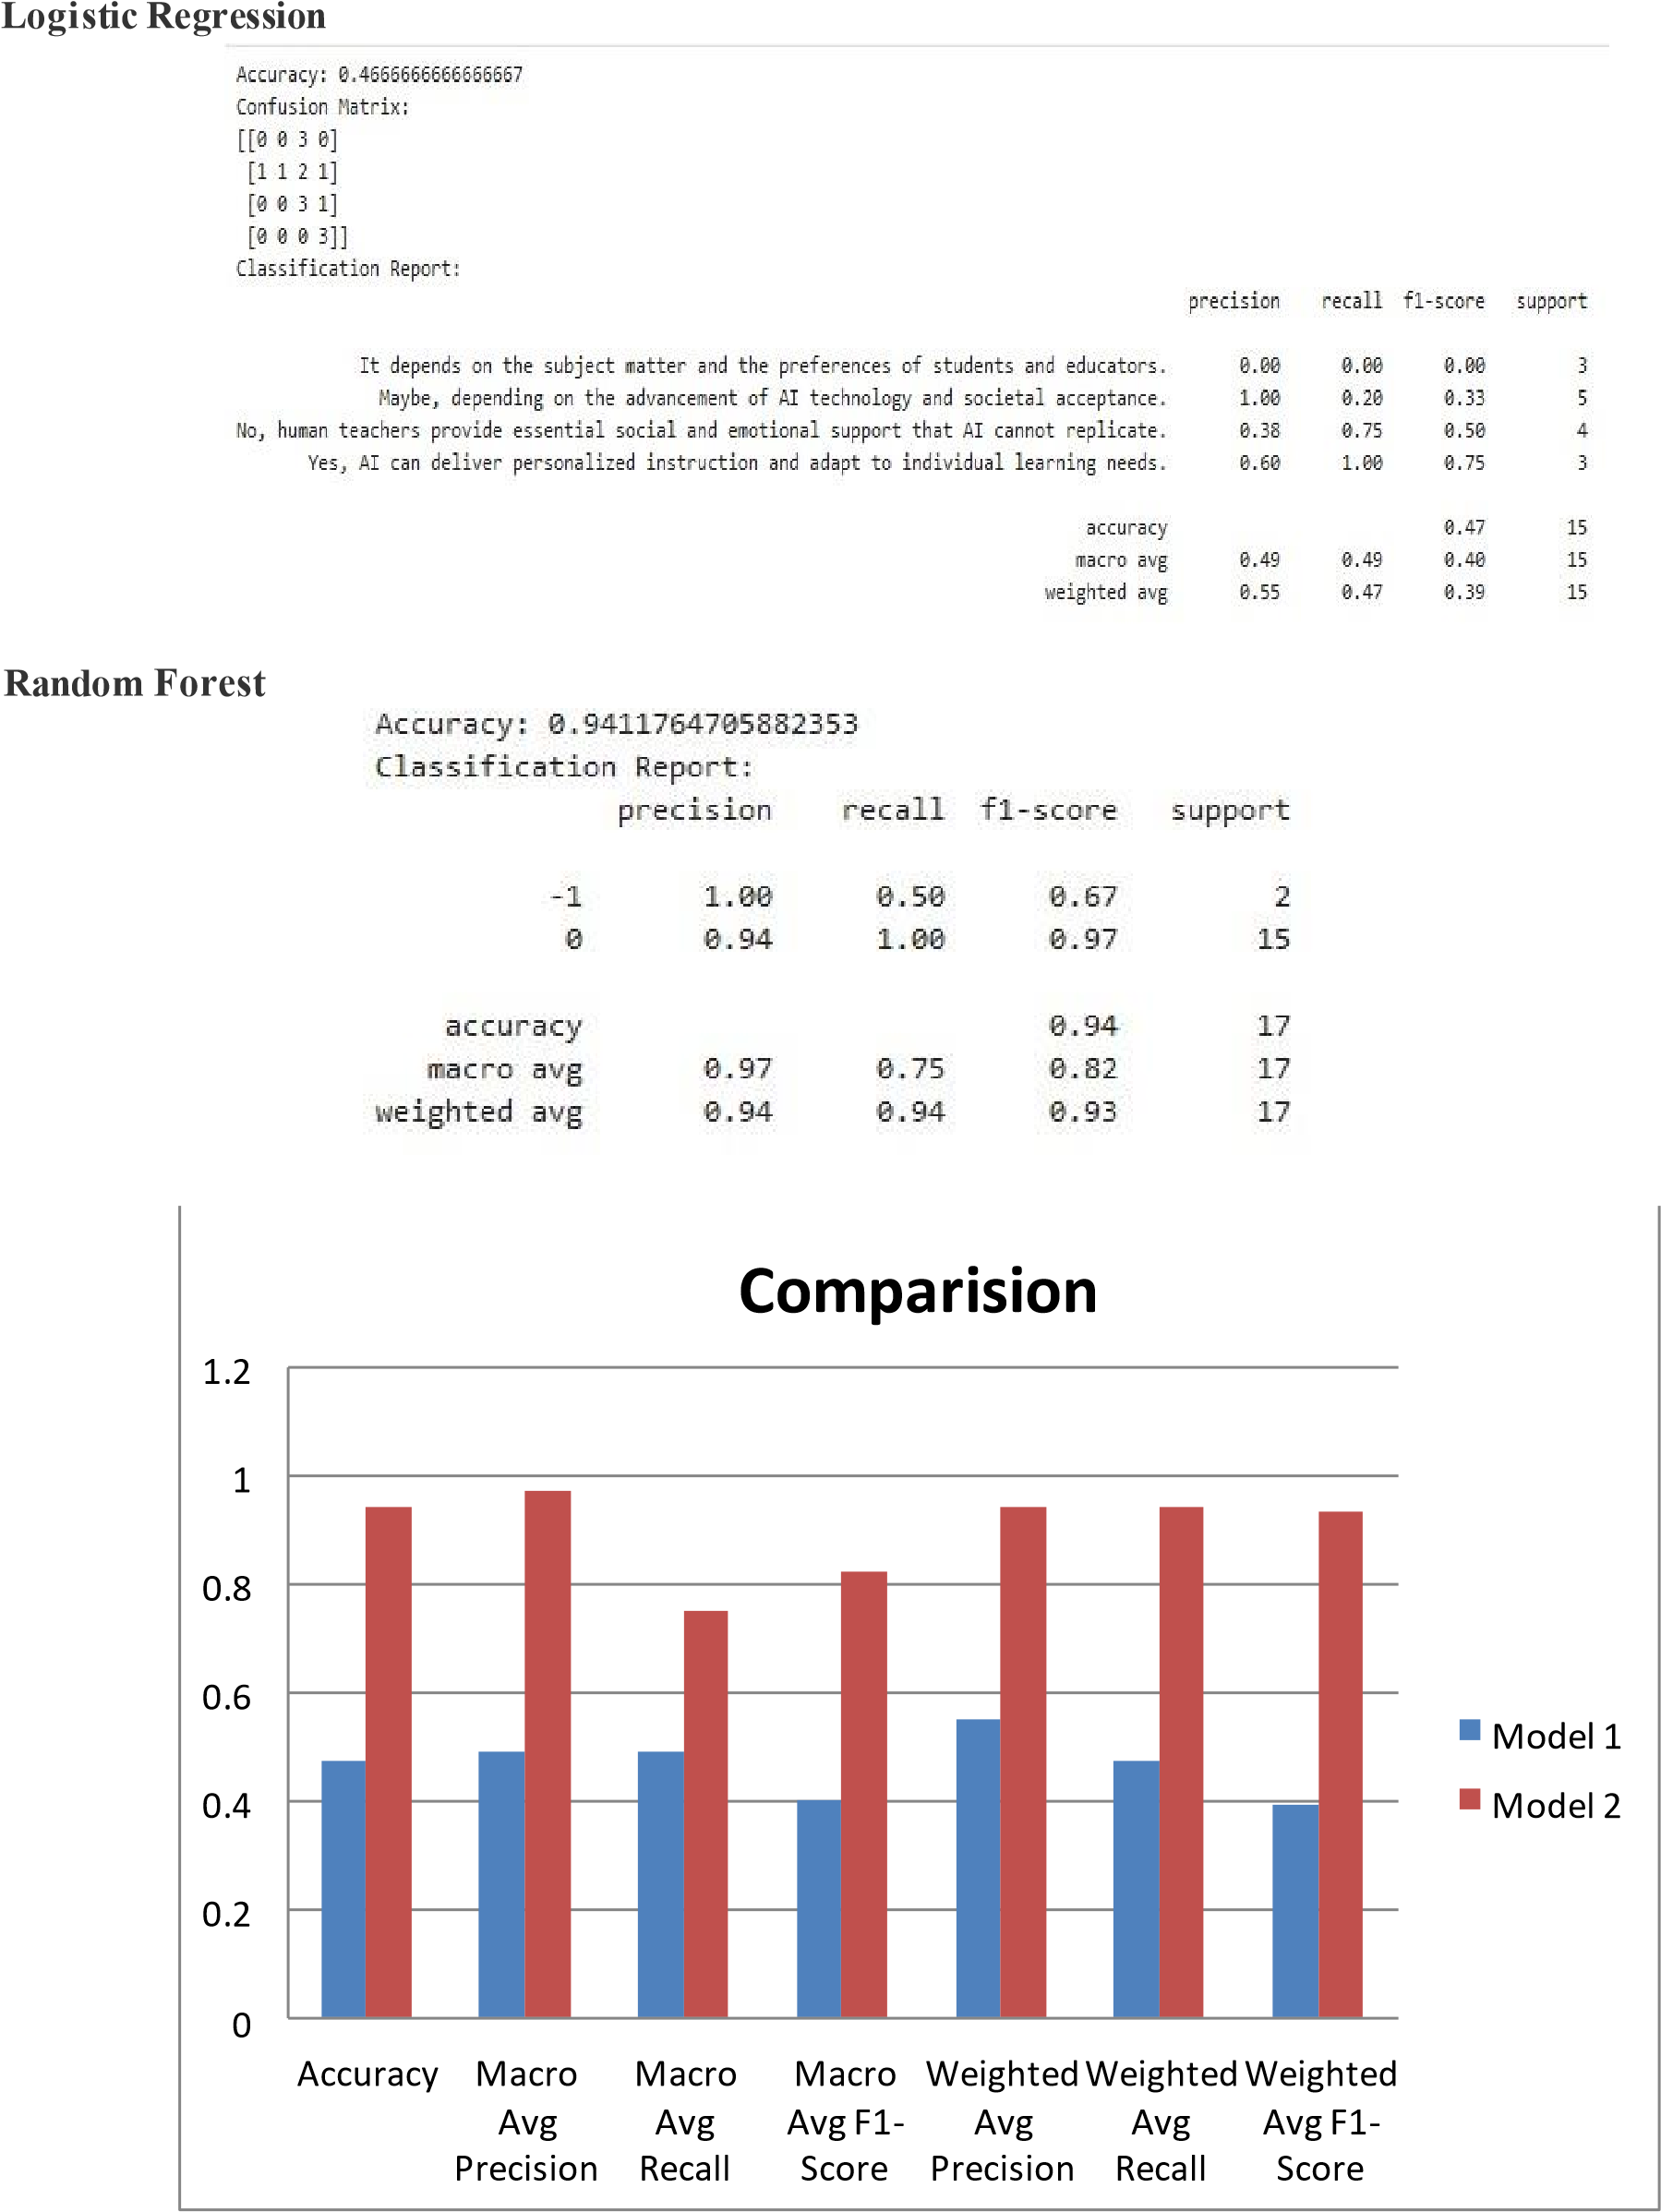 Logistic Regression
Accuracy: 0.4666666666666667
Confusion Matrix:
[[0 0 3 0]
[1 1 2 1]
[0 0 3 1]
[0 0 0 3]]
Classification Report:
precision recall f1-score support
It depends on the subject matter and the preferences of students and educators. 0.00 0.00 0.00 3
Maybe, depending on the advancement of AI technology and societal acceptance. 1.00 0.20 0.33 5
No, human teachers provide essential social and emotional support that AI cannot replicate. 0.38 0.75 0.50 4
Yes, AI can deliver personalized instruction and adapt to individual learning needs. 0.60 1.00 0.75 3
accuracy 0.47 15
macro avg 0.49 0.49 0.40 15
weighted avg 0.55 0.47 0.39 15
Random Forest
Accuracy: 0.9411764705882353
Classification Report:
precision recall f1-score support
-1 1.00 0.50 0.67 2
0 0.94 1.00 0.97 15
accuracy 0.94 17
macro avg 0.97 0.75 0.82 17
weighted avg 0.94 0.94 0.93 17
Comparision
1.2
1
0.8
0.6
0.4
0.2
0
Model 1
Model 2
Accuracy Macro Macro Macro Weighted Weighted Weighted
Avg Avg Avg F1- Avg Avg Avg F1-
Precision Recall Score Precision Recall Score